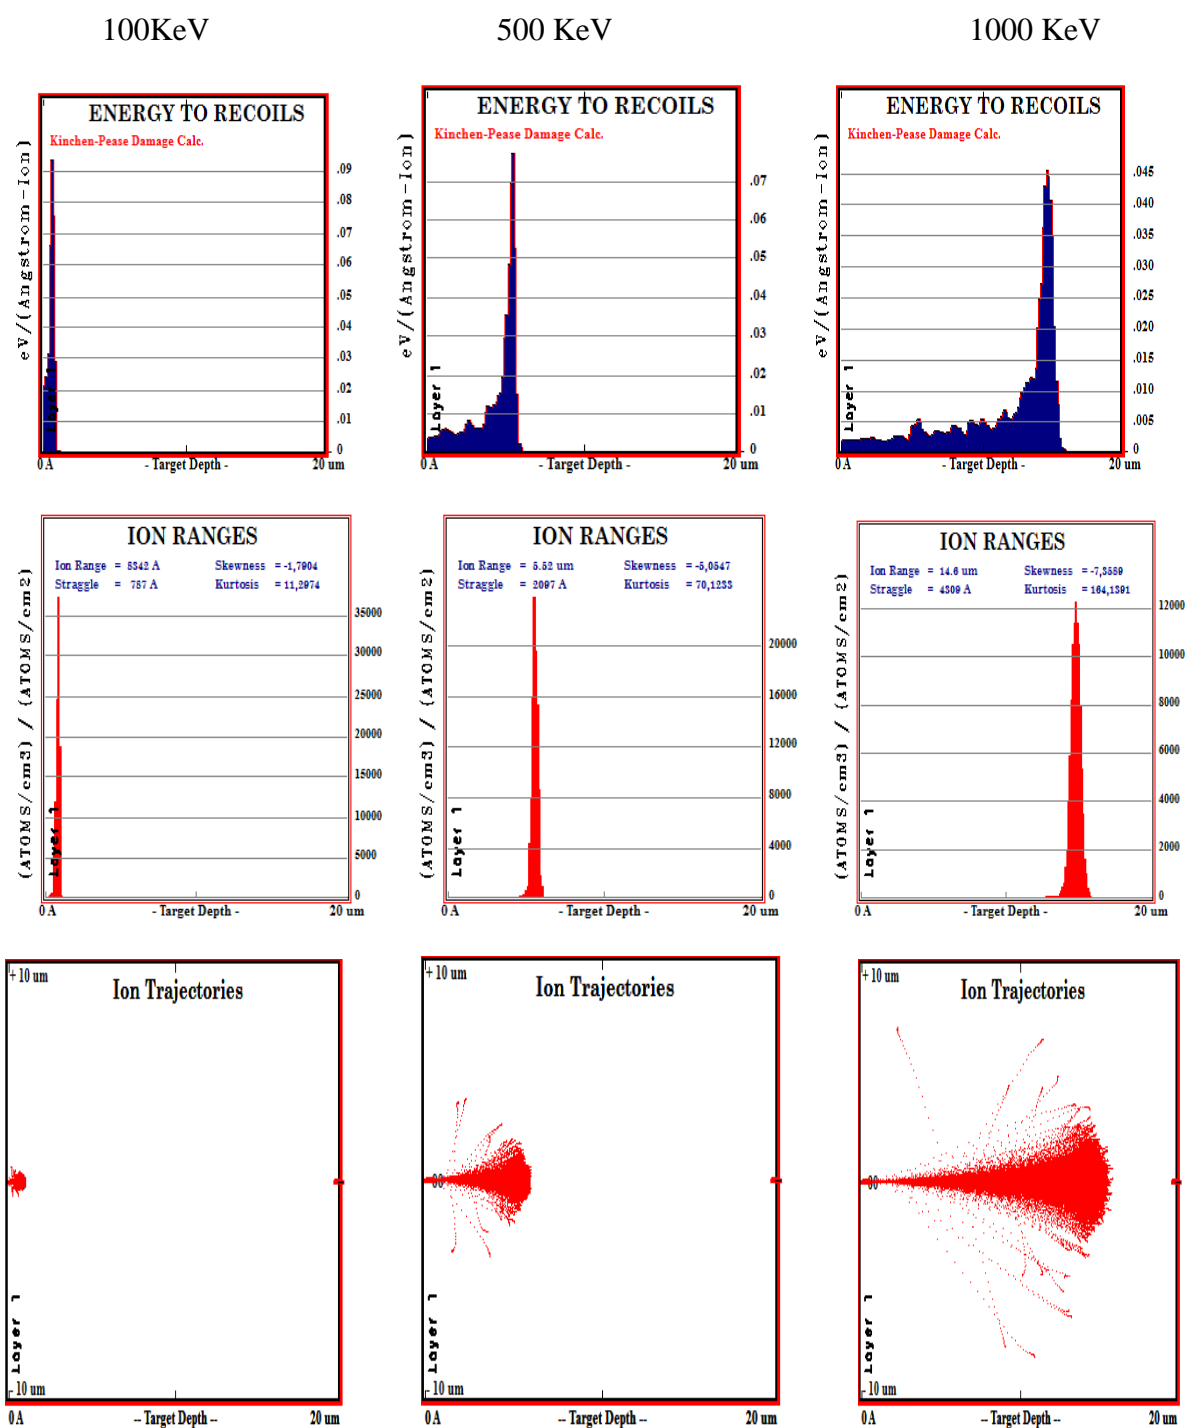 100KeV
500 KeV
1000 KeV
ENERGY TO RECOILS
Kinchen-Pease Damage Calc.
eV/(Angstrom-Ion)
.09
.08
.07
.06
.05
.04
.03
.02
.01
0
Layer 1
0 A
- Target Depth -
20 um
ENERGY TO RECOILS
Kinchen-Pease Damage Calc.
eV/(Angstrom-Ion)
.07
.06
.05
.04
.03
.02
.01
0
Layer 1
0 A
- Target Depth -
20 um
ENERGY TO RECOILS
Kinchen-Pease Damage Calc.
eV/(Angstrom-Ion)
.045
.040
.035
.030
.025
.020
.015
.010
.005
0
Layer 1
0 A
- Target Depth -
20 um
ION RANGES
Ion Range = 5342 A Skewness = -1,7904
Straggle = 757 A Kurtosis = 11,2974
(ATOMS/cm3) / (ATOMS/cm2)
35000
30000
25000
20000
15000
10000
5000
0
Layer 1
0 A
- Target Depth -
20 um
ION RANGES
Ion Range = 5.52 um Skewness = -5,0547
Straggle = 2097 A Kurtosis = 70,1233
(ATOMS/cm3) / (ATOMS/cm2)
20000
16000
12000
8000
4000
0
Layer 1
0 A
- Target Depth -
20 um
ION RANGES
Ion Range = 14.6 um Skewness = -7,3559
Straggle = 4309 A Kurtosis = 164,1391
(ATOMS/cm3) / (ATOMS/cm2)
12000
10000
8000
6000
4000
2000
0
Layer 1
0 A
- Target Depth -
20 um
+ 10 um
Ion Trajectories
Layer 1
- 10 um
0 A
-- Target Depth --
20 um
+ 10 um
Ion Trajectories
Layer 1
- 10 um
0 A
-- Target Depth --
20 um
+ 10 um
Ion Trajectories
Layer 1
- 10 um
0 A
-- Target Depth --
20 um